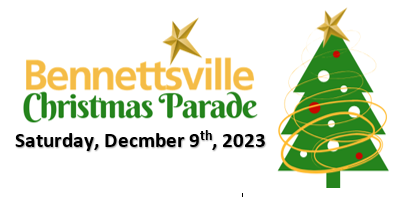 Bennettsville
Christmas Parade
Saturday, Decmber 9th, 2023